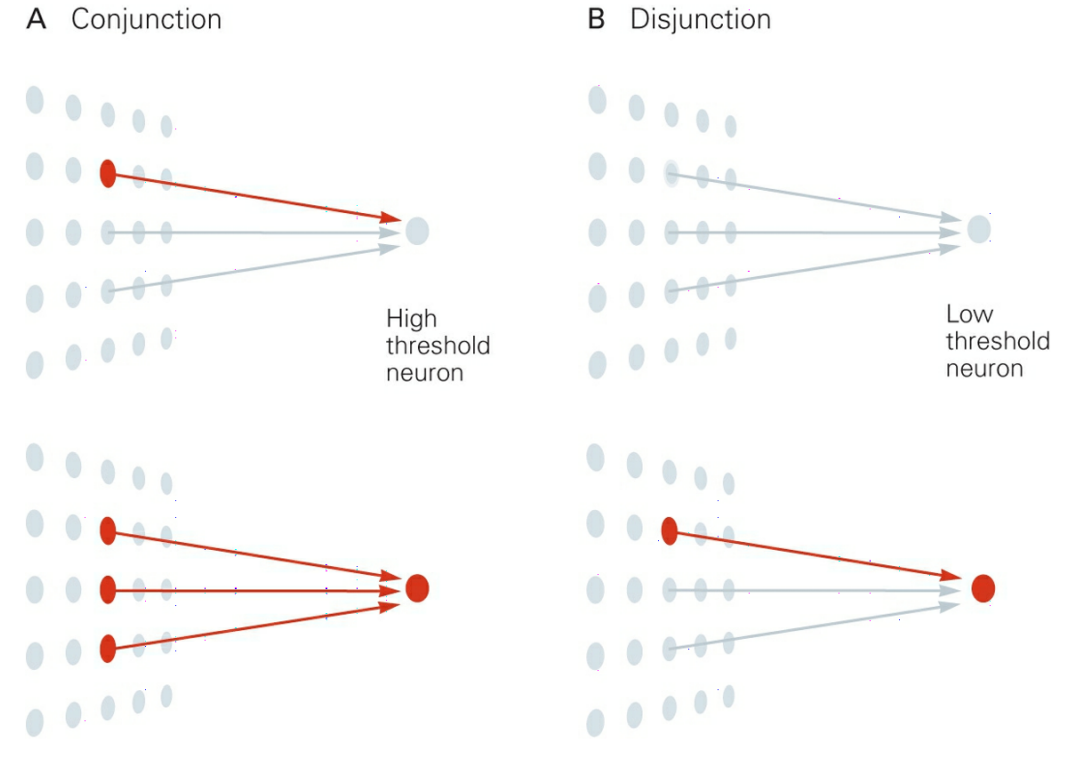 A Conjunction
B Disjunction
High
threshold
neuron
Low
threshold
neuron